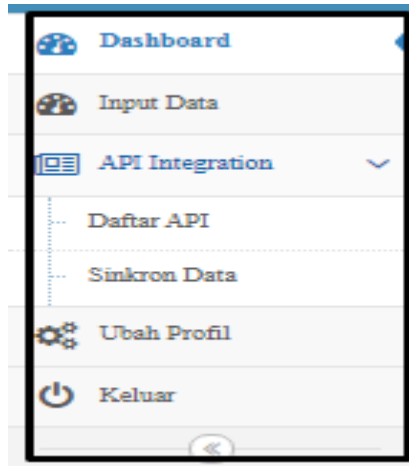 Dashboard
Input Data
API Integration
Daftar API
Sinkron Data
Ubah Profil
Keluar